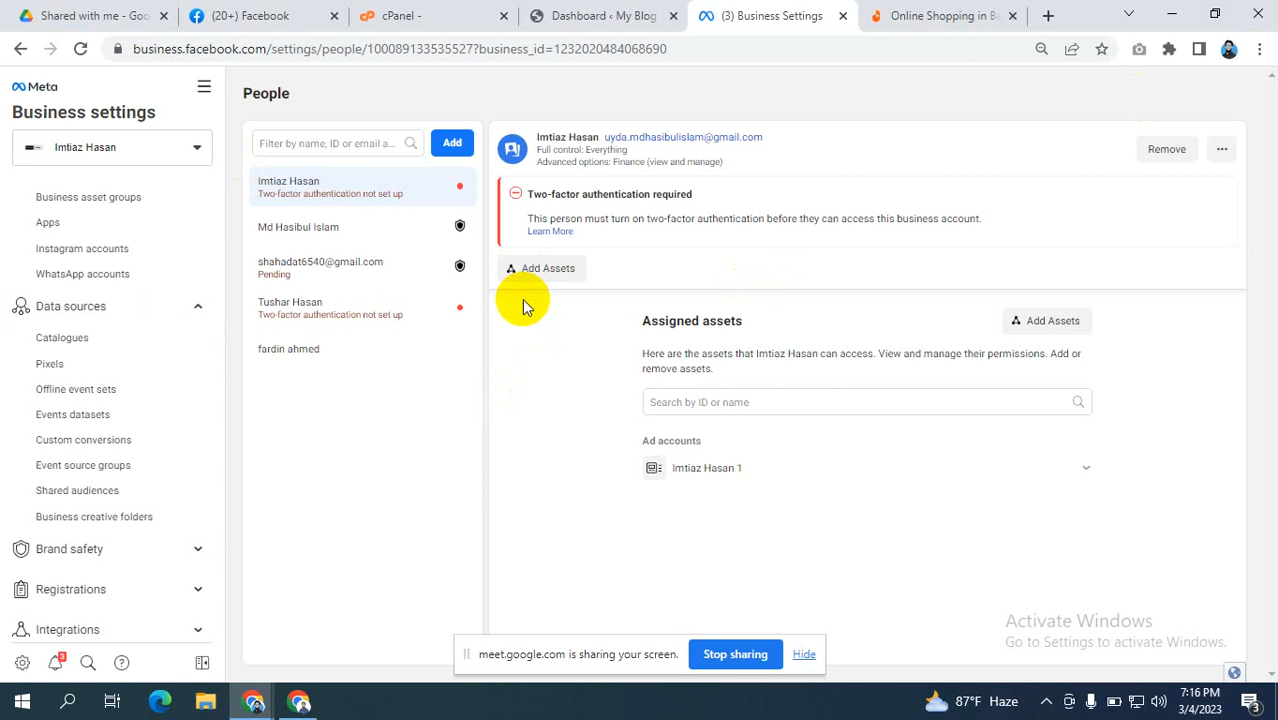 Shared with me - Goo
(20+) Facebook
cPanel -
Dashboard ‹ My Blog
(3) Business Settings
Online Shopping in Ba
business.facebook.com/settings/people/100089133535527?business_id=1232020484068690
Meta
Business settings
Imtiaz Hasan
Business asset groups
Apps
Instagram accounts
WhatsApp accounts
Data sources
Catalogues
Pixels
Offline event sets
Events datasets
Custom conversions
Event source groups
Shared audiences
Business creative folders
Brand safety
Registrations
Integrations
3
People
Filter by name, ID or email a...
Add
Imtiaz Hasan
Two-factor authentication not set up
Md Hasibul Islam
shahadat6540@gmail.com
Pending
Tushar Hasan
Two-factor authentication not set up
fardin ahmed
Imtiaz Hasan uyda.mdhasibulislam@gmail.com
Full control: Everything
Advanced options: Finance (view and manage)
Remove
Two-factor authentication required
This person must turn on two-factor authentication before they can access this business account.
Learn More
Add Assets
Assigned assets
Add Assets
Here are the assets that Imtiaz Hasan can access. View and manage their permissions. Add or
remove assets.
Search by ID or name
Ad accounts
Imtiaz Hasan 1
Activate Windows
Go to Settings to activate Windows.
meet.google.com is sharing your screen.
Stop sharing
Hide
87°F Haze
7:16 PM
3/4/2023
3